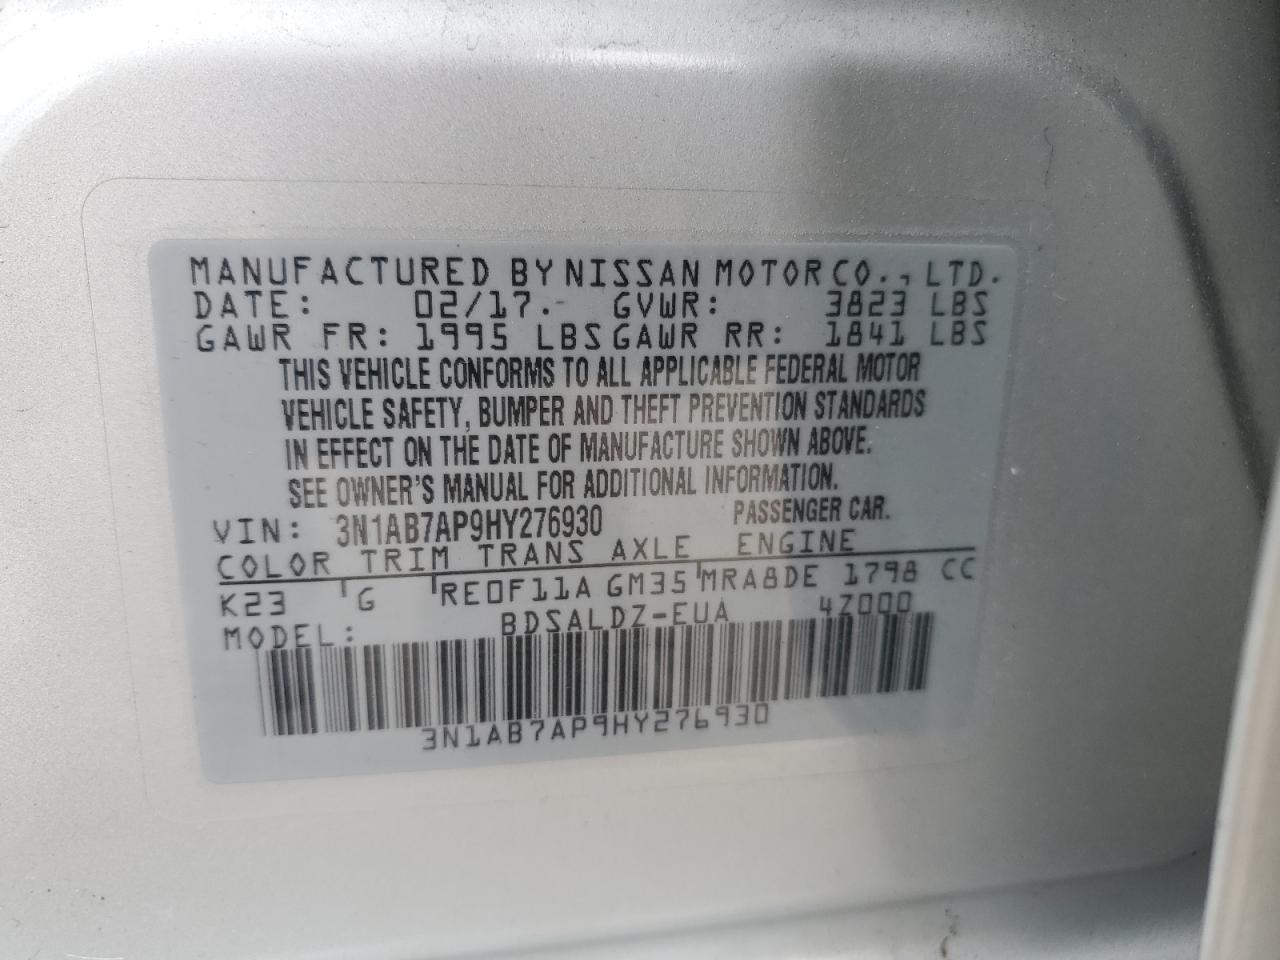 MANUFACTURED BY NISSAN MOTOR CO., LTD.
DATE: 02/17. GVWR: 3823 LBS
GAWR FR: 1995 LBS GAWR RR: 1841 LBS
THIS VEHICLE CONFORMS TO ALL APPLICABLE FEDERAL MOTOR
VEHICLE SAFETY, BUMPER AND THEFT PREVENTION STANDARDS
IN EFFECT ON THE DATE OF MANUFACTURE SHOWN ABOVE.
SEE OWNER'S MANUAL FOR ADDITIONAL INFORMATION.
VIN: 3N1AB7AP9HY276930 PASSENGER CAR.
COLOR TRIM TRANS AXLE ENGINE
K23 G RE0F11A GM35 MRA8DE 1798 CC
MODEL: BDSALDZ-EUA 4Z000
3N1AB7AP9HY276930